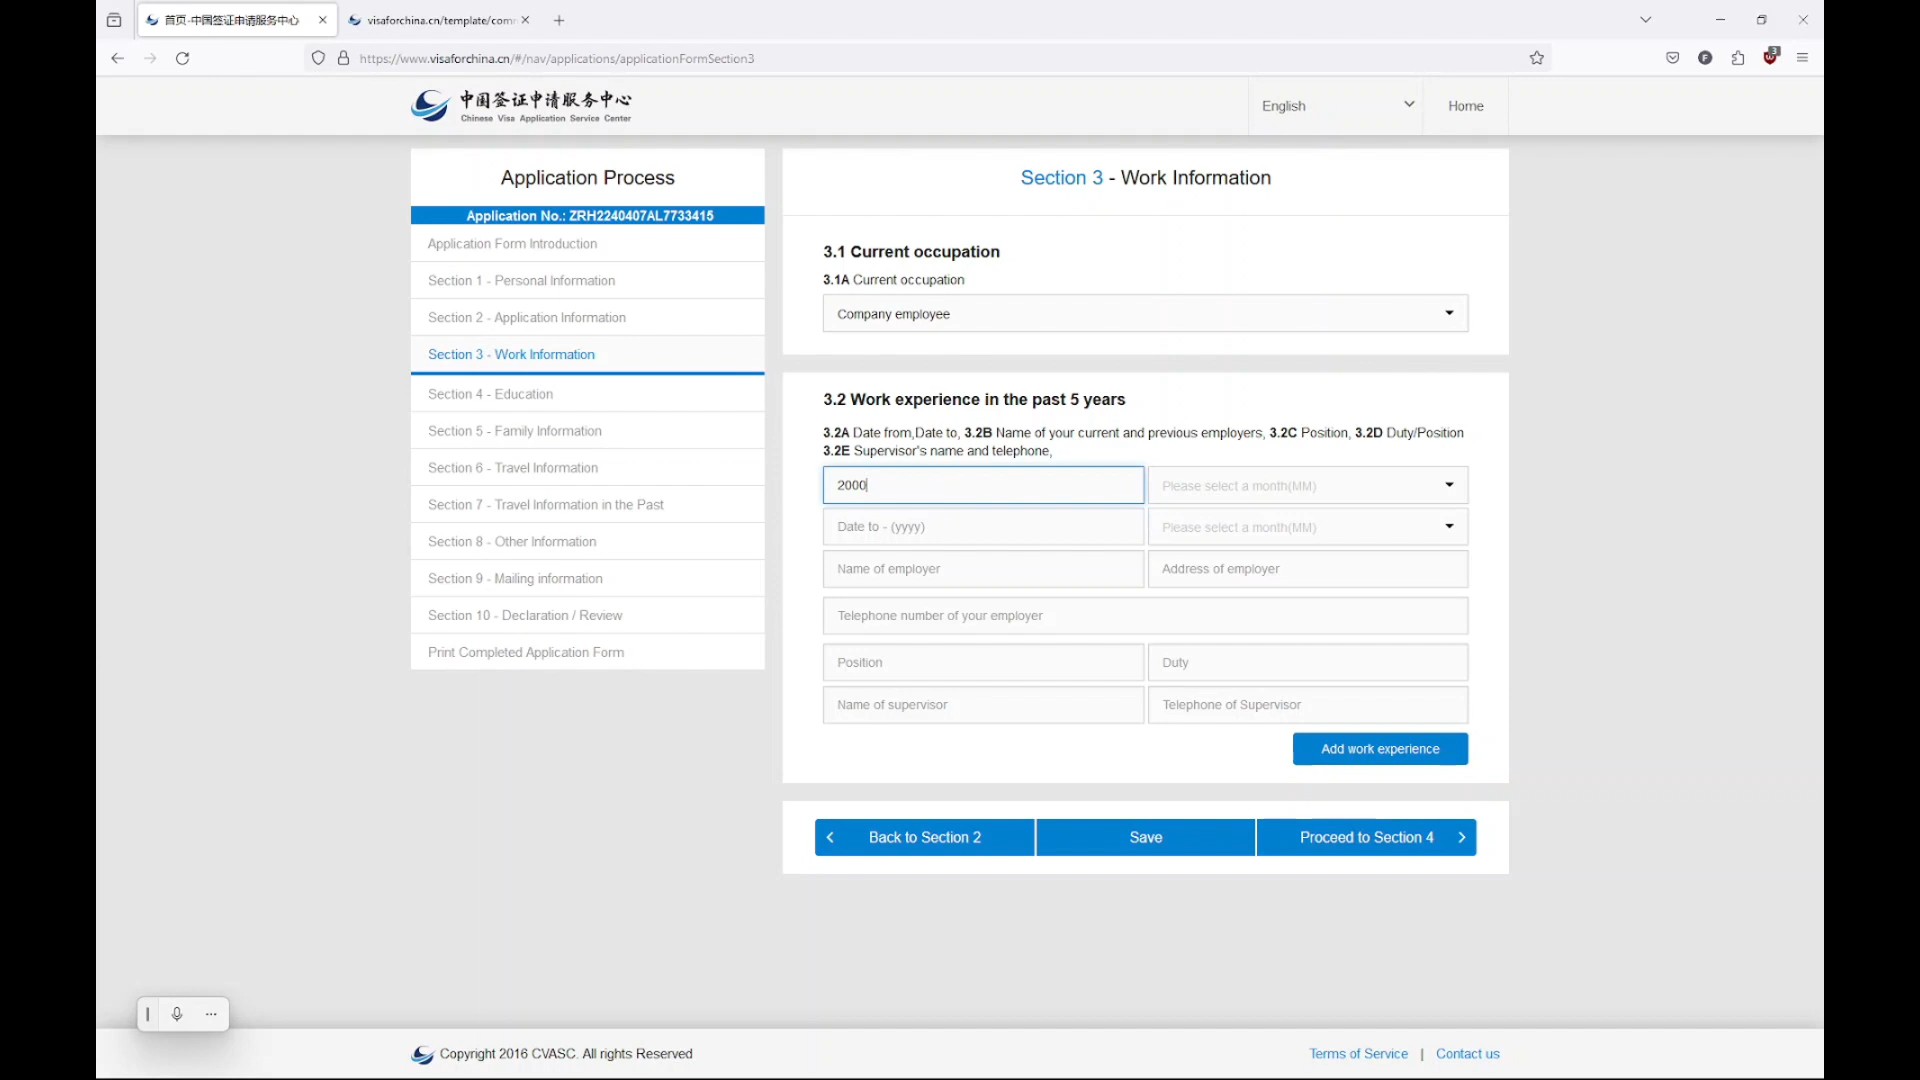 首页-中国签证申请服务中心
visaforchina.cn/template/comm
https://www.visaforchina.cn/#/nav/applications/applicationFormSection3
F
3
中国签证申请服务中心
Chinese Visa Application Service Center
English
Home
Application Process
Application No.: ZRH2240407AL7733415
Application Form Introduction
Section 1 - Personal Information
Section 2 - Application Information
Section 3 - Work Information
Section 4 - Education
Section 5 - Family Information
Section 6 - Travel Information
Section 7 - Travel Information in the Past
Section 8 - Other Information
Section 9 - Mailing information
Section 10 - Declaration / Review
Print Completed Application Form
Section 3 - Work Information
3.1 Current occupation
3.1A Current occupation
Company employee
3.2 Work experience in the past 5 years
3.2A Date from,Date to, 3.2B Name of your current and previous employers, 3.2C Position, 3.2D Duty/Position
3.2E Supervisor's name and telephone,
2000
Please select a month(MM)
Date to - (yyyy)
Please select a month(MM)
Name of employer
Address of employer
Telephone number of your employer
Position
Duty
Name of supervisor
Telephone of Supervisor
Add work experience
Back to Section 2
Save
Proceed to Section 4
Copyright 2016 CVASC. All rights Reserved
Terms of Service | Contact us